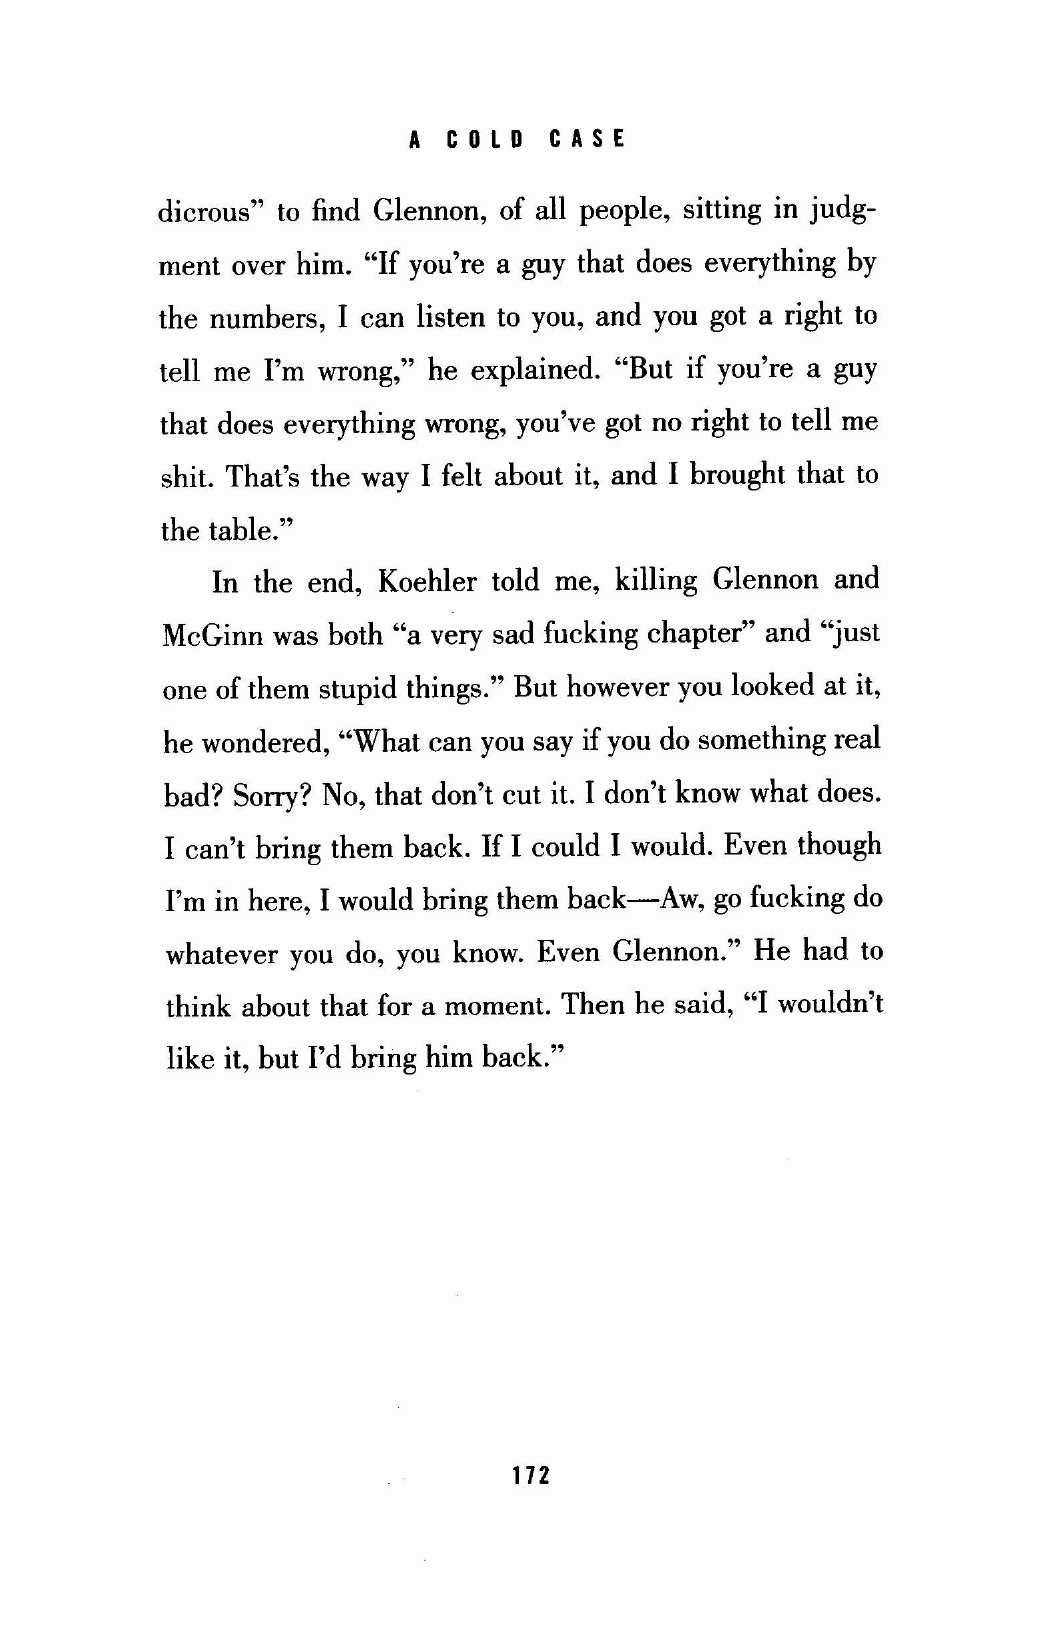 A COLD CASE
dicrous” to find Glennon, of all people, sitting in judg-
ment over him. “If you're a guy that does everything by
the numbers, I can listen to you, and you got a right to
tell me I’m wrong,” he explained. “But if you’re a guy
that does everything wrong, you’ve got no right to tell me
shit. That’s the way I felt about it, and I brought that to
the table.”
In the end, Koehler told me, killing Glennon and
McGinn was both “a very sad fucking chapter” and “just
one of them stupid things.” But however you looked at it,
he wondered, “What can you say if you do something real
bad? Sorry? No, that don’t cut it. I don’t know what does.
I can’t bring them back. If I could I would. Even though
I’m in here, I would bring them back—Aw, go fucking do
whatever you do, you know. Even Glennon.” He had to
think about that for a moment. Then he said, “I wouldn’t
like it, but I’d bring him back.”
172